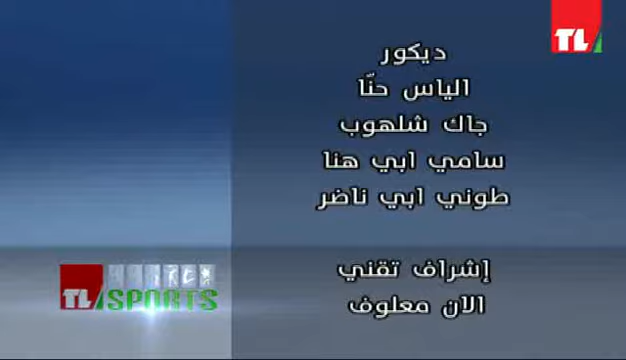 TL
ديكور
الياس حنّا
جاك شلهوب
سامي ابي هنا
طوني ابي ناضر
إشراف تقني
الان معلوف
TL SPORTS